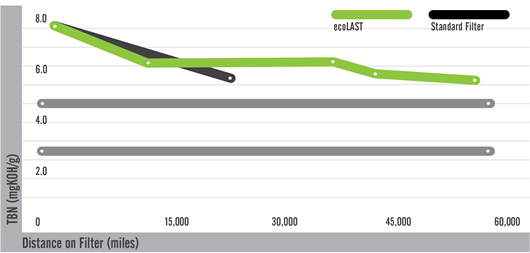 ecoLAST
Standard Filter
8.0
6.0
4.0
2.0
TBN (mgKOH/g)
0
15,000
30,000
45,000
60,000
Distance on Filter (miles)